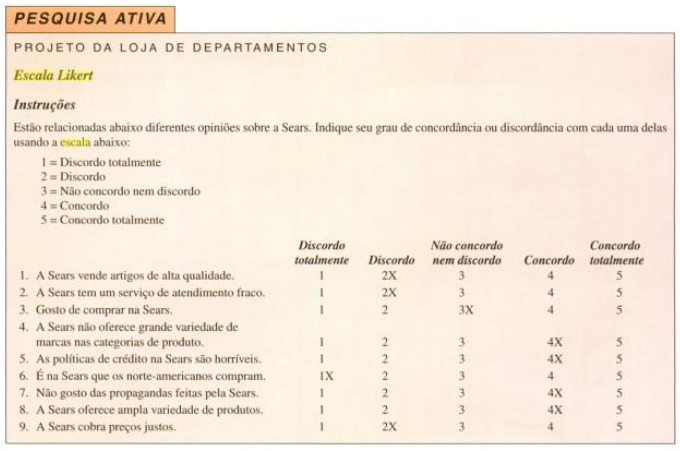 PESQUISA ATIVA
PROJETO DA LOJA DE DEPARTAMENTOS
Escala Likert
Instruções
Estão relacionadas abaixo diferentes opiniões sobre a Sears. Indique seu grau de concordância ou discordância com cada uma delas
usando a escala abaixo:
1 = Discordo totalmente
2 = Discordo
3 = Não concordo nem discordo
4 = Concordo
5 = Concordo totalmente
Discordo Não concordo Concordo
totalmente Discordo nem discordo Concordo totalmente
1. A Sears vende artigos de alta qualidade. 1 2X 3 4 5
2. A Sears tem um serviço de atendimento fraco. 1 2X 3 4 5
3. Gosto de comprar na Sears. 1 2 3X 4 5
4. A Sears não oferece grande variedade de
marcas nas categorias de produto. 1 2 3 4X 5
5. As políticas de crédito na Sears são horríveis. 1 2 3 4X 5
6. É na Sears que os norte-americanos compram. 1X 2 3 4 5
7. Não gosto das propagandas feitas pela Sears. 1 2 3 4X 5
8. A Sears oferece ampla variedade de produtos. 1 2 3 4X 5
9. A Sears cobra preços justos. 1 2X 3 4 5